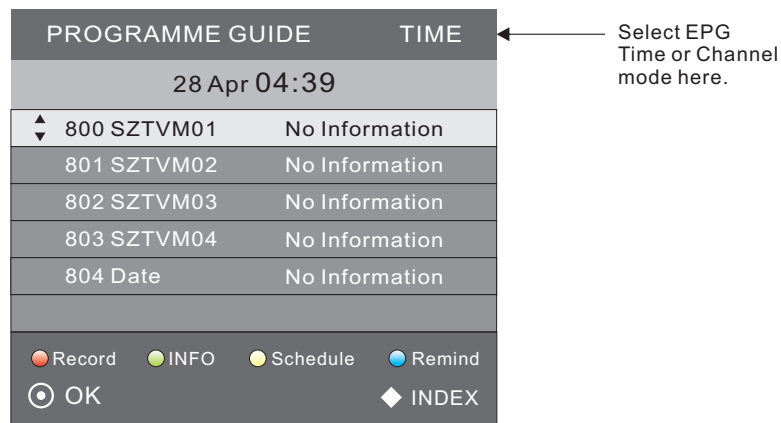 PROGRAMME GUIDE TIME
Select EPG
Time or Channel
mode here.
28 Apr 04:39
800 SZTVM01 No Information
801 SZTVM02 No Information
802 SZTVM03 No Information
803 SZTVM04 No Information
804 Date No Information
Record INFO Schedule Remind
OK INDEX